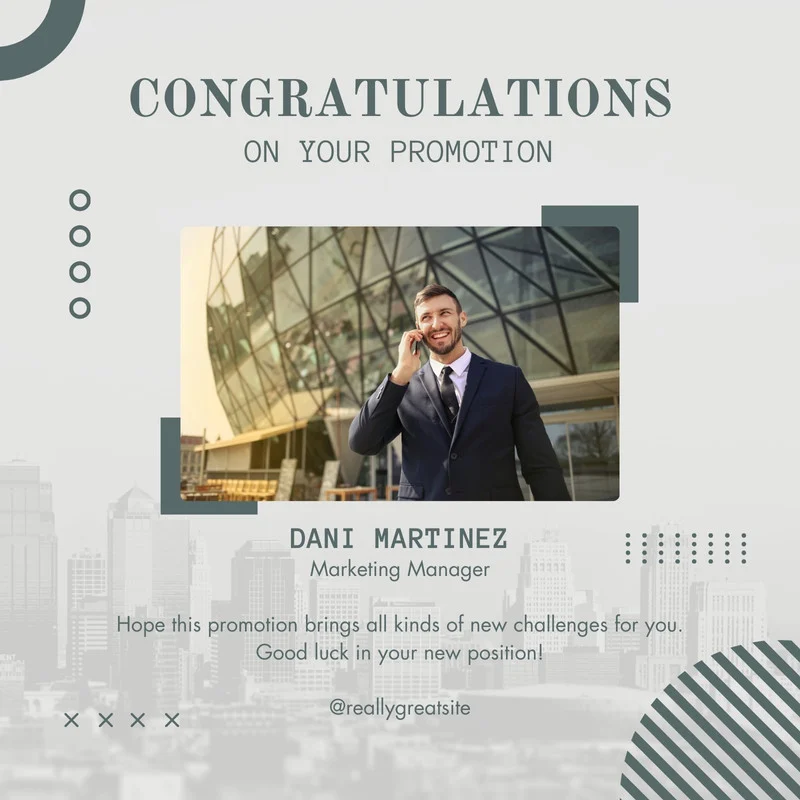 CONGRATULATIONS
ON YOUR PROMOTION
DANI MARTINEZ
Marketing Manager
Hope this promotion brings all kinds of new challenges for you.
Good luck in your new position!
@reallygreatsite